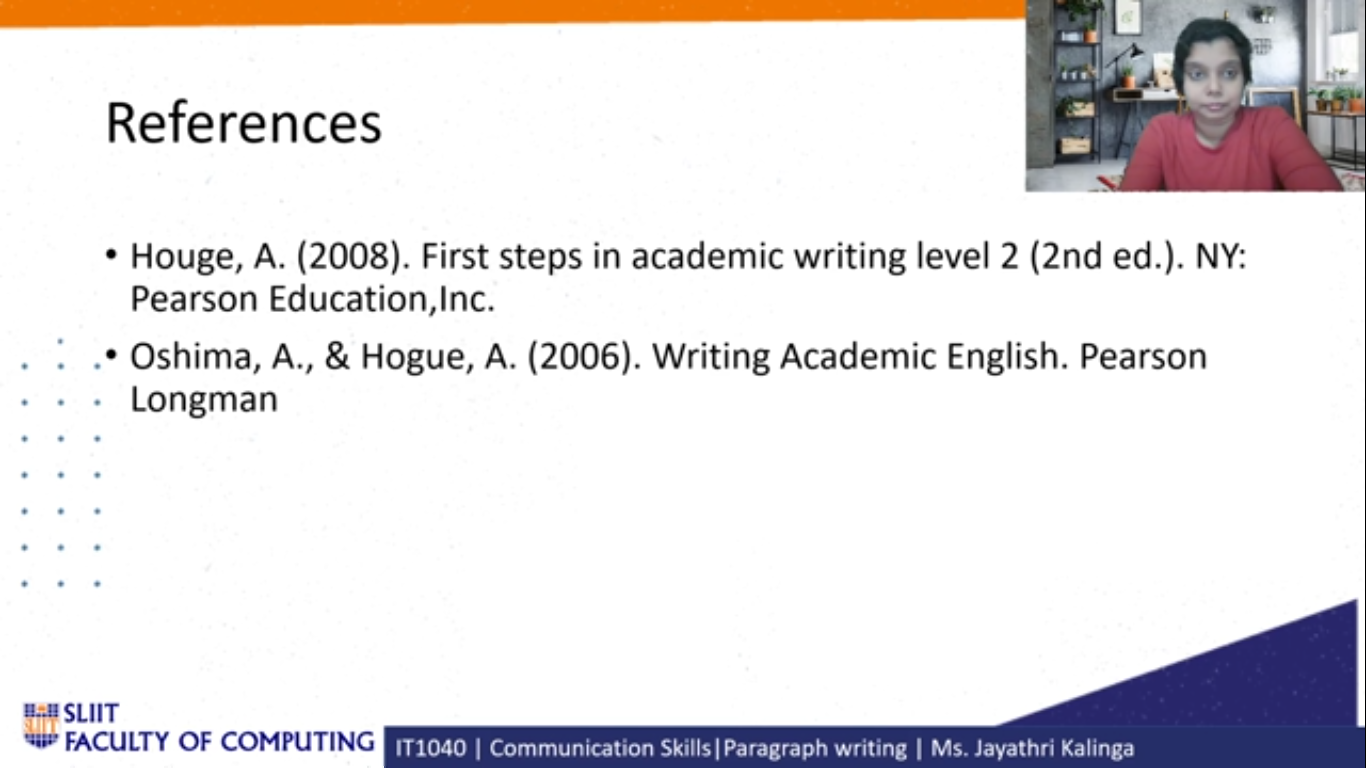 References
• Houge, A. (2008). First steps in academic writing level 2 (2nd ed.). NY:
Pearson Education,Inc.
• Oshima, A., & Hogue, A. (2006). Writing Academic English. Pearson
Longman
SLIIT
FACULTY OF COMPUTING
IT1040 | Communication Skills|Paragraph writing | Ms. Jayathri Kalinga